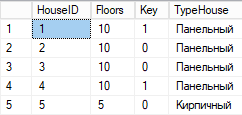 HouseID Floors Key TypeHouse
1 1 10 1 Панельный
2 2 10 0 Панельный
3 3 10 0 Панельный
4 4 10 1 Панельный
5 5 5 0 Кирпичный